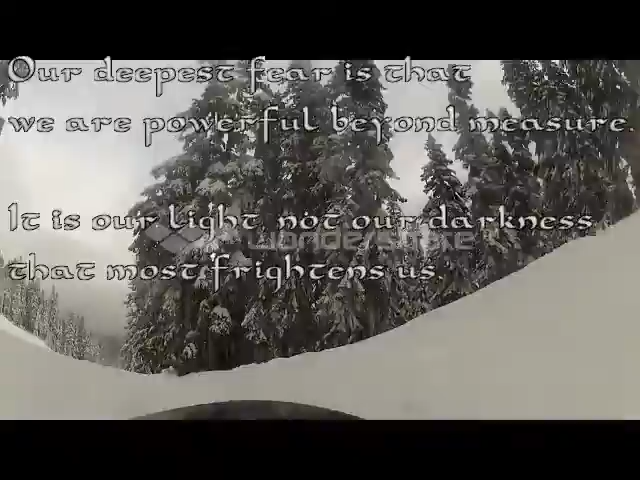 Our deepest fear is that
we are powerful beyond measure.
It is our light, not our darkness
wondershare
that most frightens us